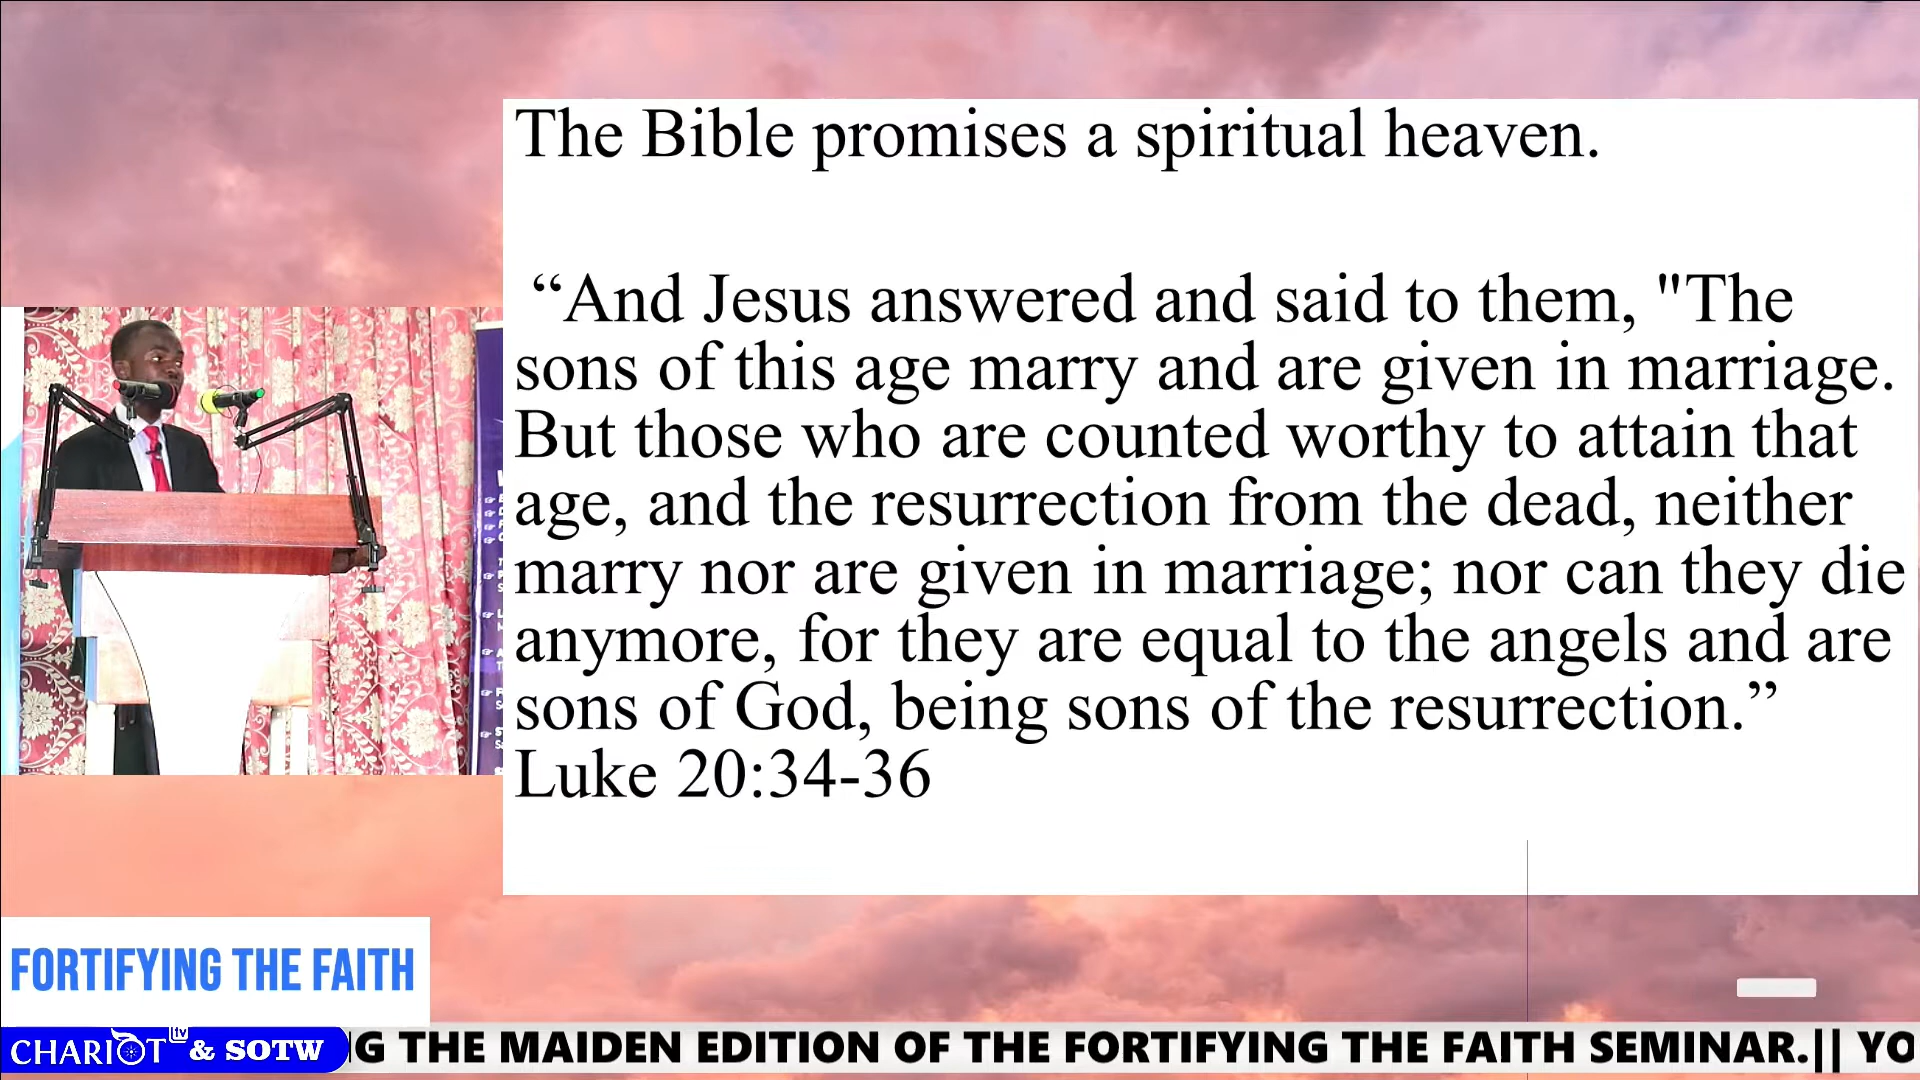 The Bible promises a spiritual heaven.
“And Jesus answered and said to them, "The
sons of this age marry and are given in marriage.
But those who are counted worthy to attain that
age, and the resurrection from the dead, neither
marry nor are given in marriage; nor can they die
anymore, for they are equal to the angels and are
sons of God, being sons of the resurrection.”
Luke 20:34-36
FORTIFYING THE FAITH
CHARIOT tv & SOTW
G THE MAIDEN EDITION OF THE FORTIFYING THE FAITH SEMINAR.|| YO